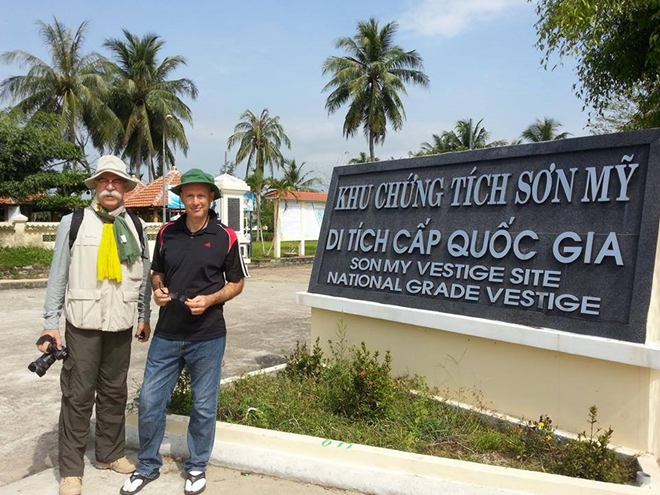 KHU CHỨNG TÍCH SƠN MỸ
DI TÍCH CẤP QUỐC GIA
SON MY VESTIGE SITE
NATIONAL GRADE VESTIGE